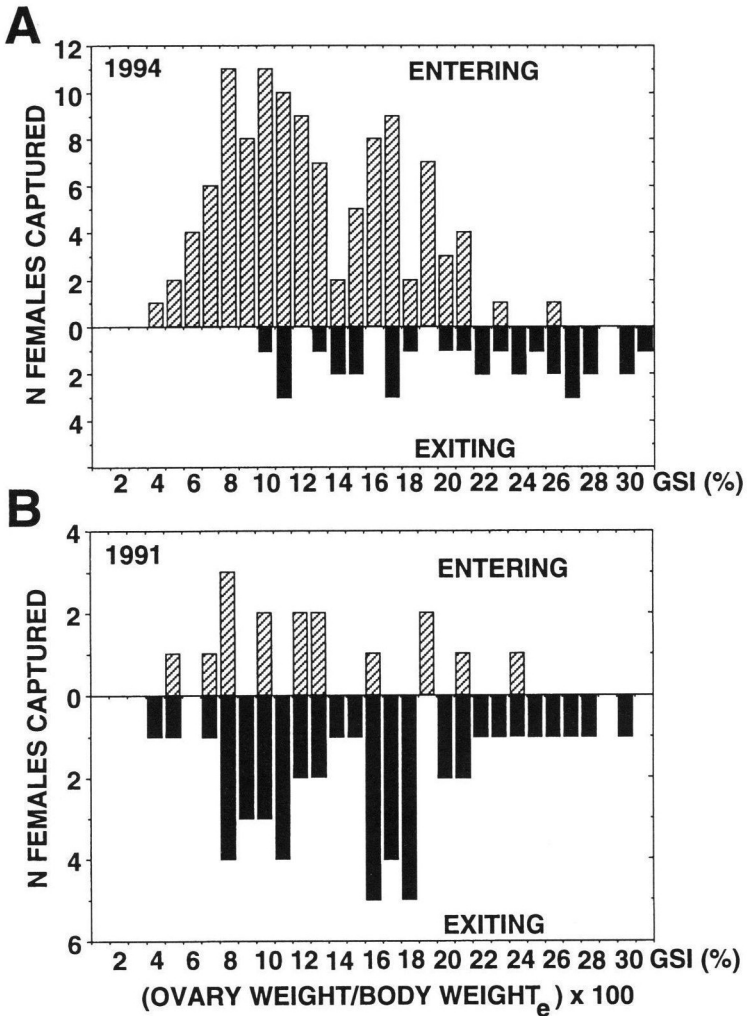 A
1994
ENTERING
N FEMALES CAPTURED
12
10
8
6
4
2
0
2
4
EXITING
2 4 6 8 10 12 14 16 18 20 22 24 26 28 30 GSI (%)
B
1991
ENTERING
N FEMALES CAPTURED
4
2
0
2
4
6
EXITING
2 4 6 8 10 12 14 16 18 20 22 24 26 28 30 GSI (%)
(OVARY WEIGHT/BODY WEIGHTe) x 100